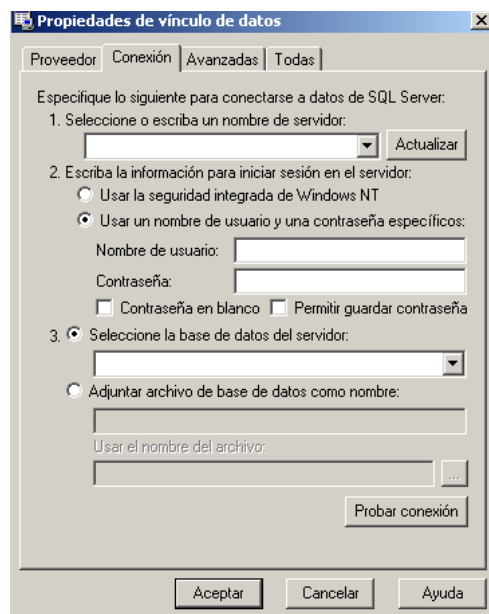 Propiedades de vínculo de datos
Proveedor Conexión Avanzadas Todas
Especifique lo siguiente para conectarse a datos de SQL Server:
1. Seleccione o escriba un nombre de servidor:
Actualizar
2. Escriba la información para iniciar sesión en el servidor:
Usar la seguridad integrada de Windows NT
Usar un nombre de usuario y una contraseña específicos:
Nombre de usuario:
Contraseña:
Contraseña en blanco Permitir guardar contraseña
3. Seleccione la base de datos del servidor:
Adjuntar archivo de base de datos como nombre:
Usar el nombre del archivo:
...
Probar conexión
Aceptar Cancelar Ayuda